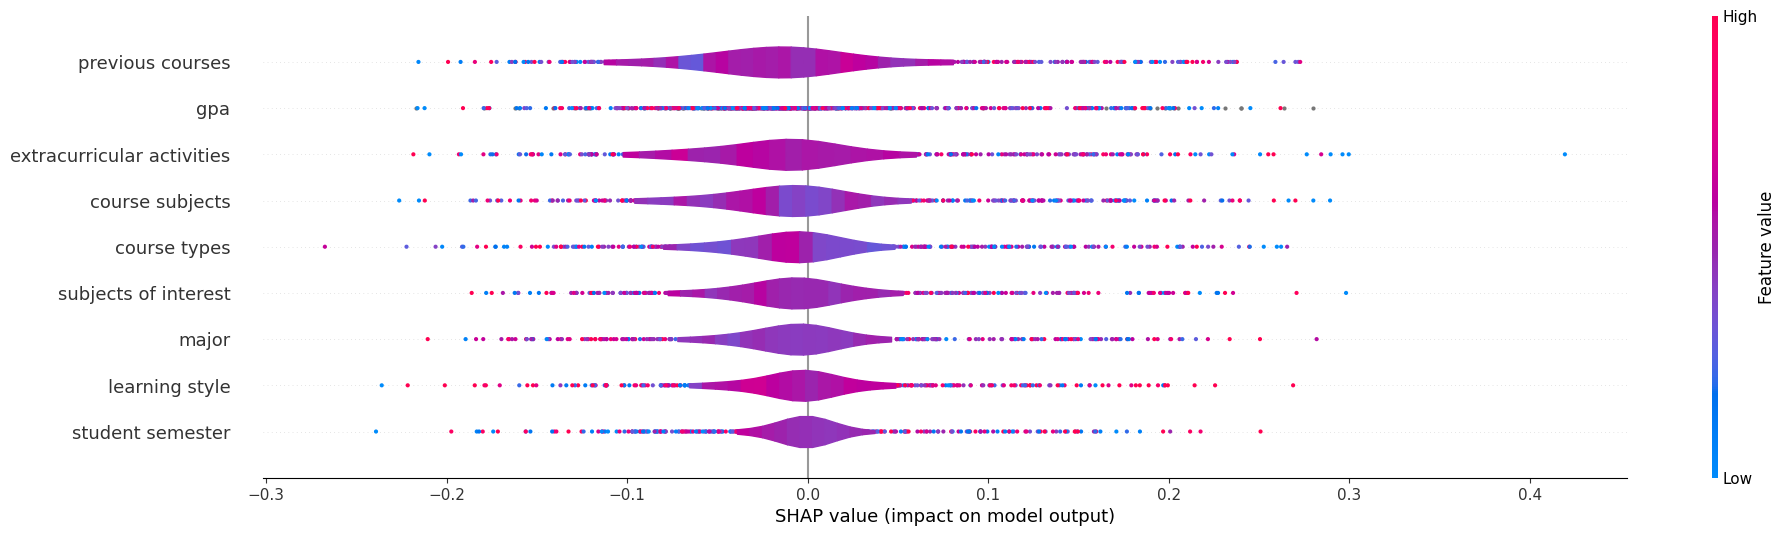 High
previous courses
gpa
extracurricular activities
course subjects
course types
subjects of interest
major
learning style
student semester
Feature value
Low
−0.3 −0.2 −0.1 0.0 0.1 0.2 0.3 0.4
SHAP value (impact on model output)